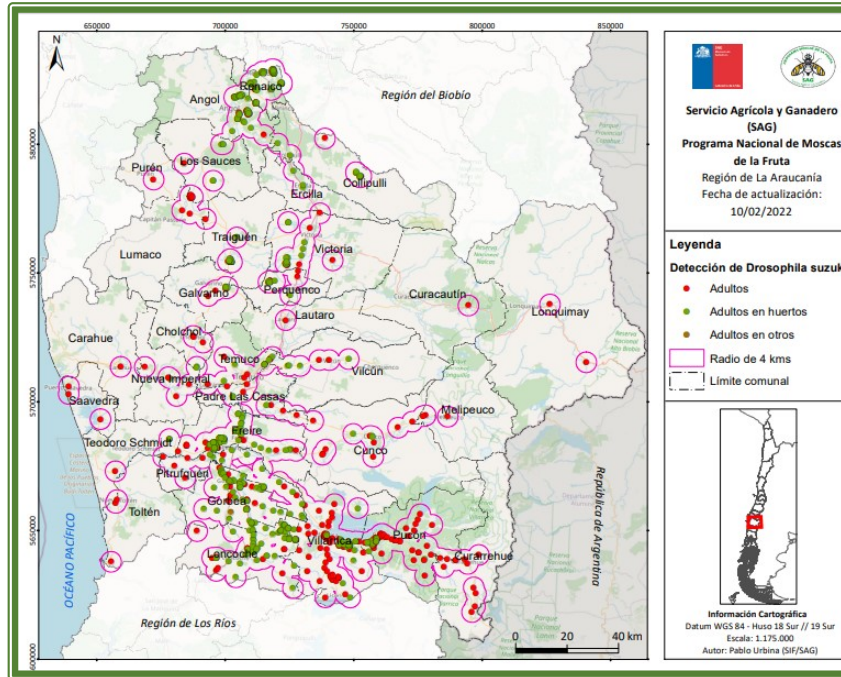 650000 700000 750000 800000 850000
5800000
5750000
5700000
5650000
5600000
N
Región del Biobío
Renaico
Angol
Los Sauces
Purén
Collipulli
Ercilla
Traiguén
Lumaco
Victoria
Galvarino
Perquenco
Curacautín
Lonquimay
Lautaro
Carahue
Cholchol
Temuco
Vilcún
Nueva Imperial
Saavedra
Padre Las Casas
Melipeuco
Freire
Teodoro Schmidt
Cunco
Pitrufquén
Toltén
Gorbea
Villarrica
Pucón
Loncoche
Curarrehue
OCÉANO PACÍFICO
República de Argentina
Región de Los Ríos
0 20 40 km
SAG
Servicio Agrícola y Ganadero
(SAG)
Programa Nacional de Moscas
de la Fruta
Región de La Araucanía
Fecha de actualización:
10/02/2022
Leyenda
Detección de Drosophila suzuk
Adultos
Adultos en huertos
Adultos en otros
Radio de 4 kms
Límite comunal
Información Cartográfica
Datum WGS 84 - Huso 18 Sur // 19 Sur
Escala: 1.175.000
Autor: Pablo Urbina (SIF/SAG)